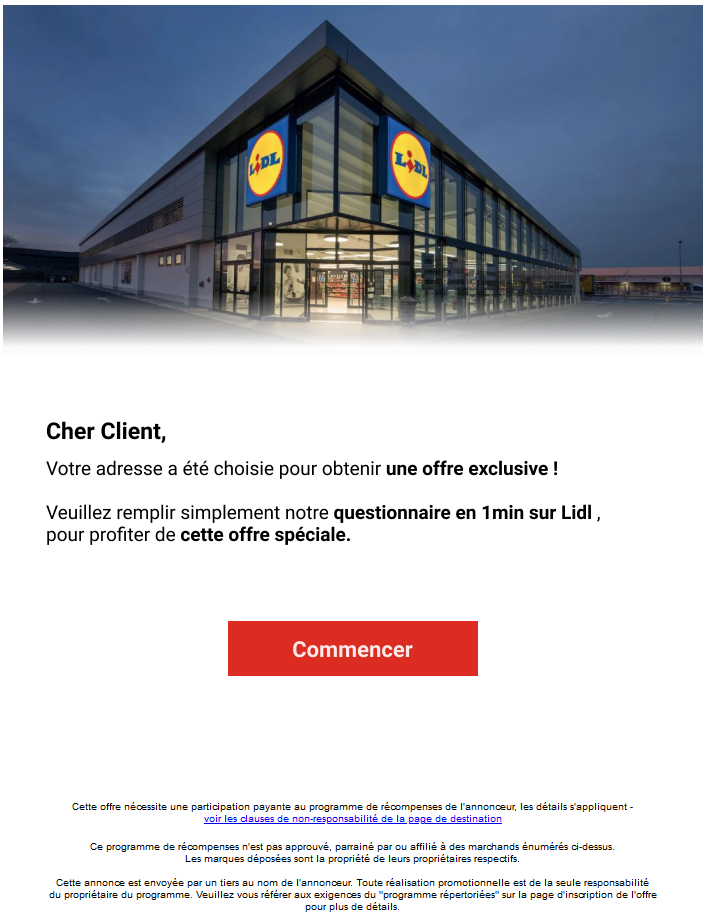 LIDL
LIDL
Cher Client,
Votre adresse a été choisie pour obtenir une offre exclusive !
Veuillez remplir simplement notre questionnaire en 1min sur Lidl ,
pour profiter de cette offre spéciale.
Commencer
Cette offre nécessite une participation payante au programme de récompenses de l'annonceur, les détails s'appliquent -
voir les clauses de non-responsabilité de la page de destination
Ce programme de récompenses n'est pas approuvé, parrainé par ou affilié à des marchands énumérés ci-dessus.
Les marques déposées sont la propriété de leurs propriétaires respectifs.
Cette annonce est envoyée par un tiers au nom de l'annonceur. Toute réalisation promotionnelle est de la seule responsabilité
du propriétaire du programme. Veuillez vous référer aux exigences du "programme répertoriées" sur la page d'inscription de l'offre
pour plus de détails.